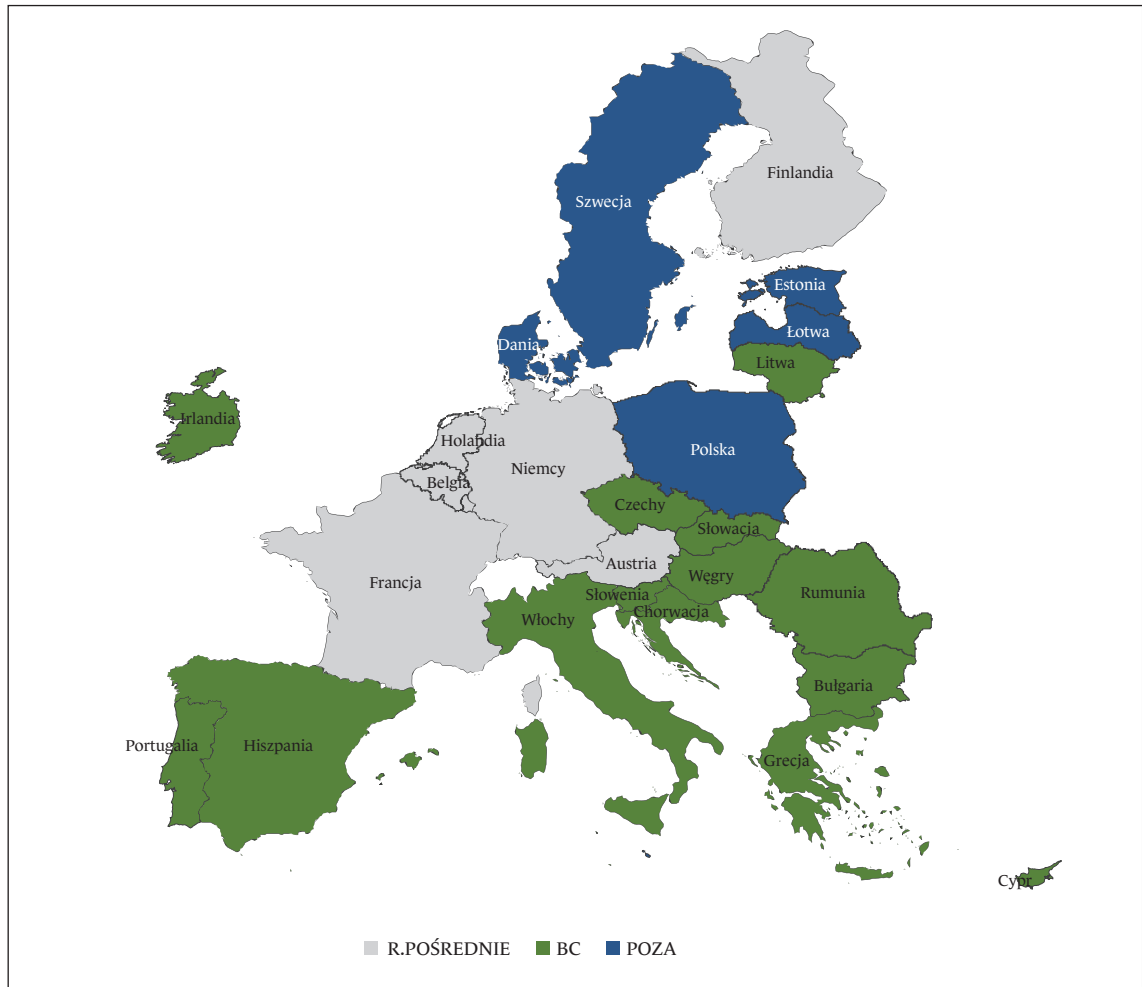 Finlandia
Szwecja
Estonia
Łotwa
Dania
Litwa
Irlandia
Holandia
Polska
Niemcy
Belgia
Czechy
Słowacja
Austria
Węgry
Francja
Słowenia
Rumunia
Chorwacja
Włochy
Bułgaria
Portugalia
Hiszpania
Grecja
Cypr
R.POŚREDNIE BC POZA